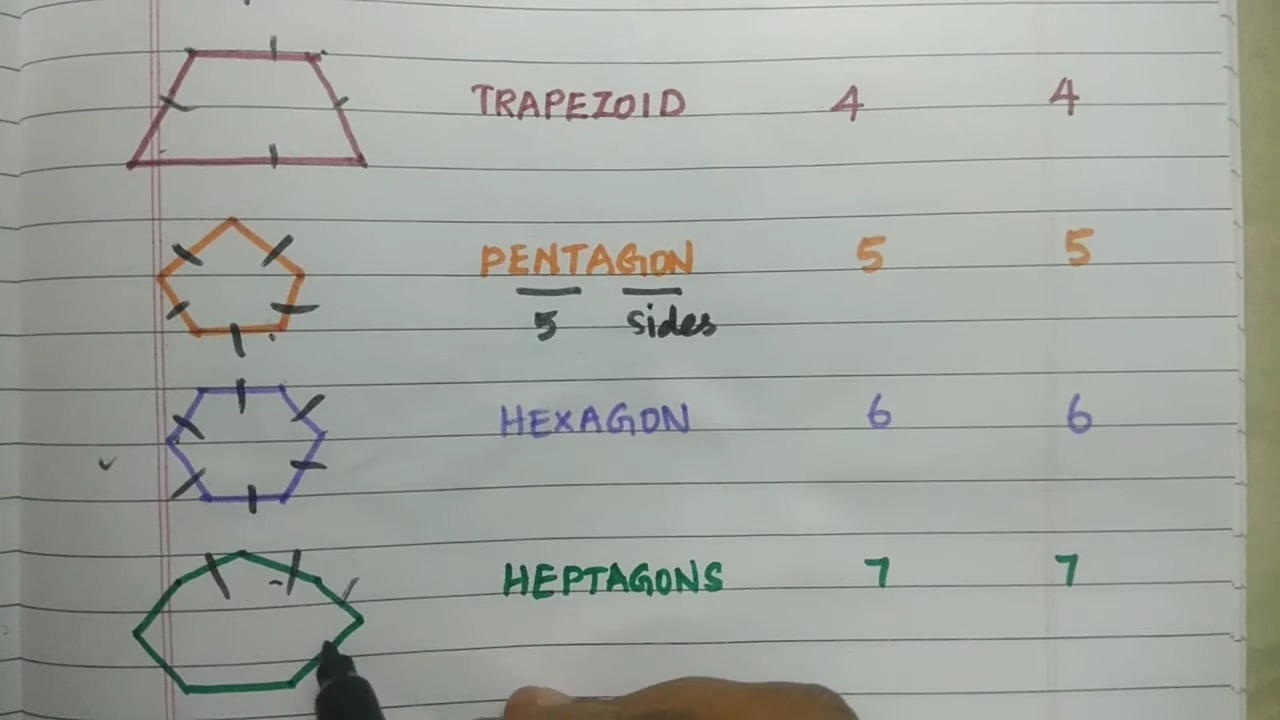 TRAPEZOID 4 4
PENTAGON 5 5
5 sides
HEXAGON 6 6
HEPTAGONS 7 7